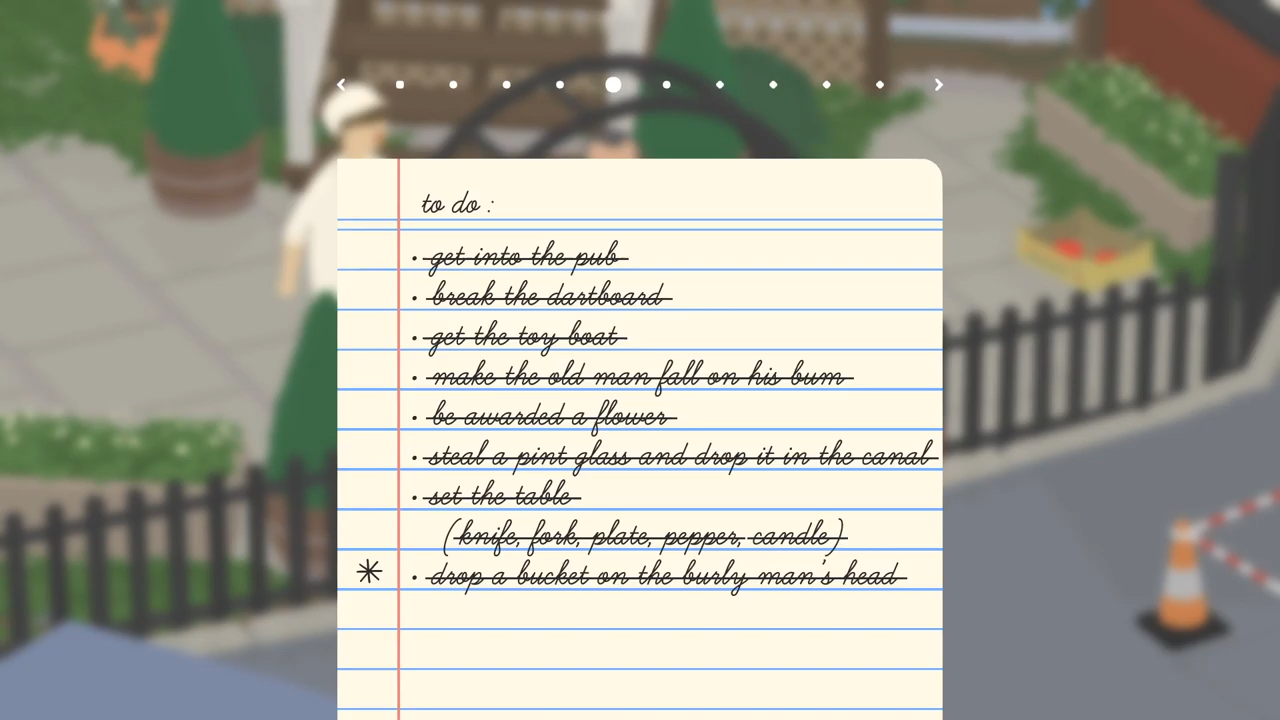 to do :
• get into the pub
• break the dartboard
• get the toy boat
• make the old man fall on his bum
• be awarded a flower
• steal a pint glass and drop it in the canal
• set the table
(knife, fork, plate, pepper, candle)
* • drop a bucket on the burly man's head